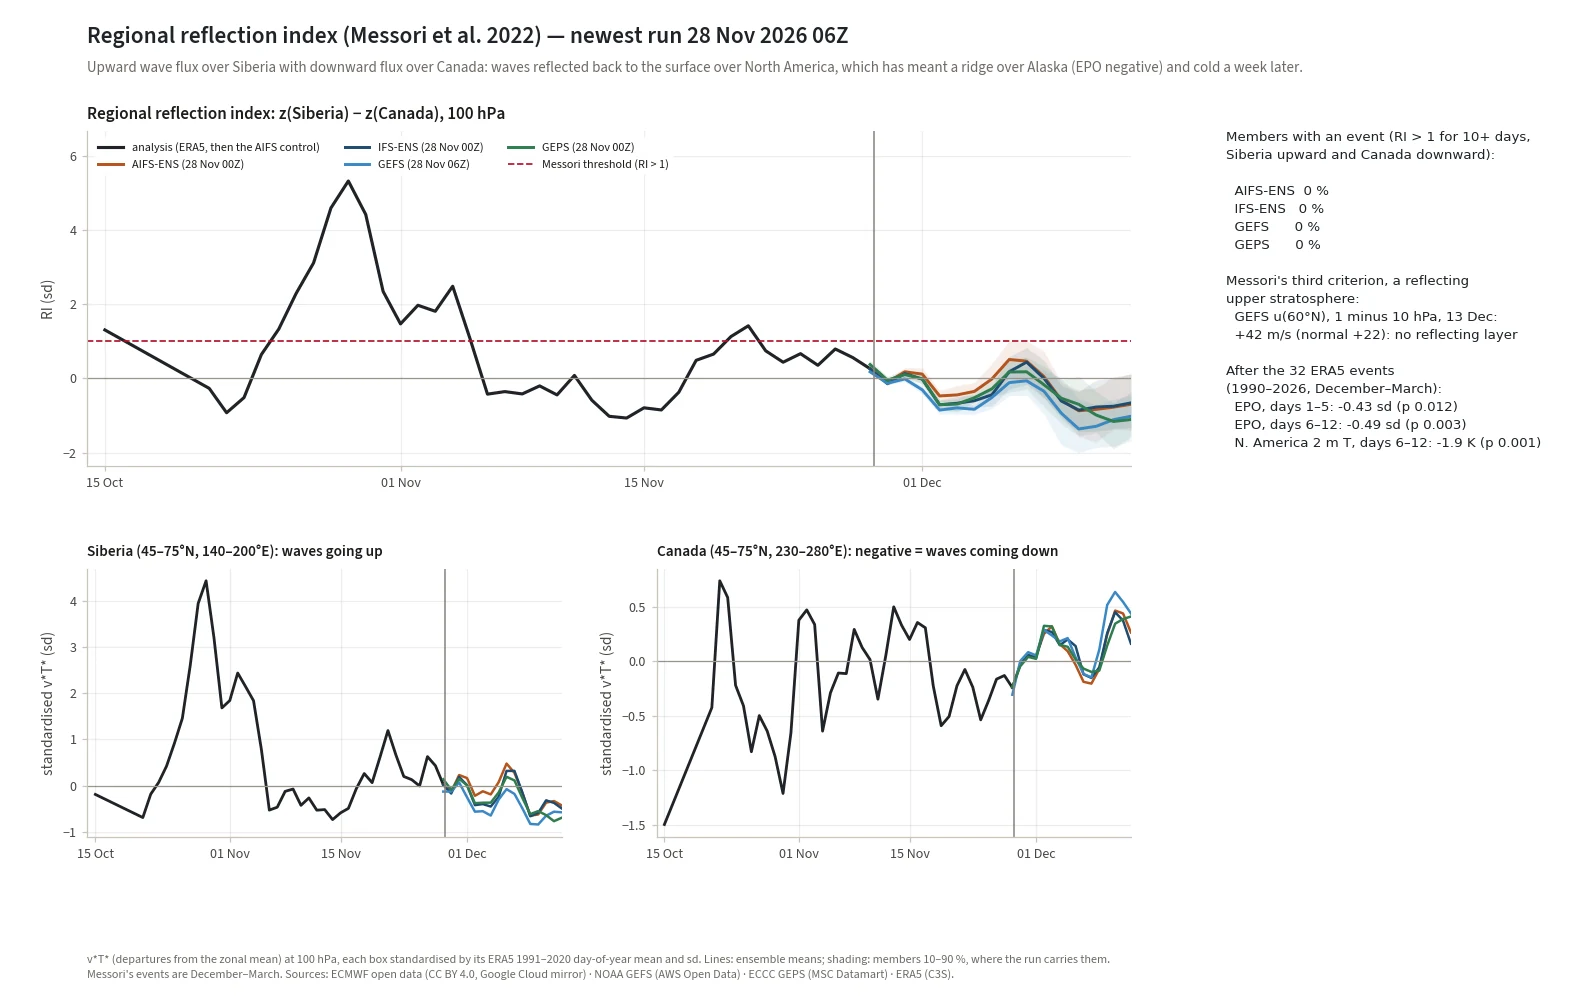 Regional reflection index (Messori et al. 2022) — newest run 28 Nov 2026 06Z
Upward wave flux over Siberia with downward flux over Canada: waves reflected back to the surface over North America, which has meant a ridge over Alaska (EPO negative) and cold a week later.
Regional reflection index: z(Siberia) − z(Canada), 100 hPa
analysis (ERA5, then the AIFS control)
AIFS-ENS (28 Nov 00Z)
IFS-ENS (28 Nov 00Z)
GEFS (28 Nov 06Z)
GEPS (28 Nov 00Z)
Messori threshold (RI > 1)
RI (sd)
6
4
2
0
−2
15 Oct
01 Nov
15 Nov
01 Dec
Members with an event (RI > 1 for 10+ days,
Siberia upward and Canada downward):
AIFS-ENS 0 %
IFS-ENS 0 %
GEFS 0 %
GEPS 0 %
Messori's third criterion, a reflecting
upper stratosphere:
GEFS u(60°N), 1 minus 10 hPa, 13 Dec:
+42 m/s (normal +22): no reflecting layer
After the 32 ERA5 events
(1990–2026, December–March):
EPO, days 1–5: -0.43 sd (p 0.012)
EPO, days 6–12: -0.49 sd (p 0.003)
N. America 2 m T, days 6–12: -1.9 K (p 0.001)
Siberia (45–75°N, 140–200°E): waves going up
standardised v*T* (sd)
4
3
2
1
0
−1
15 Oct
01 Nov
15 Nov
01 Dec
Canada (45–75°N, 230–280°E): negative = waves coming down
standardised v*T* (sd)
0.5
0.0
−0.5
−1.0
−1.5
15 Oct
01 Nov
15 Nov
01 Dec
v*T* (departures from the zonal mean) at 100 hPa, each box standardised by its ERA5 1991–2020 day-of-year mean and sd. Lines: ensemble means; shading: members 10–90 %, where the run carries them.
Messori's events are December–March. Sources: ECMWF open data (CC BY 4.0, Google Cloud mirror) · NOAA GEFS (AWS Open Data) · ECCC GEPS (MSC Datamart) · ERA5 (C3S).